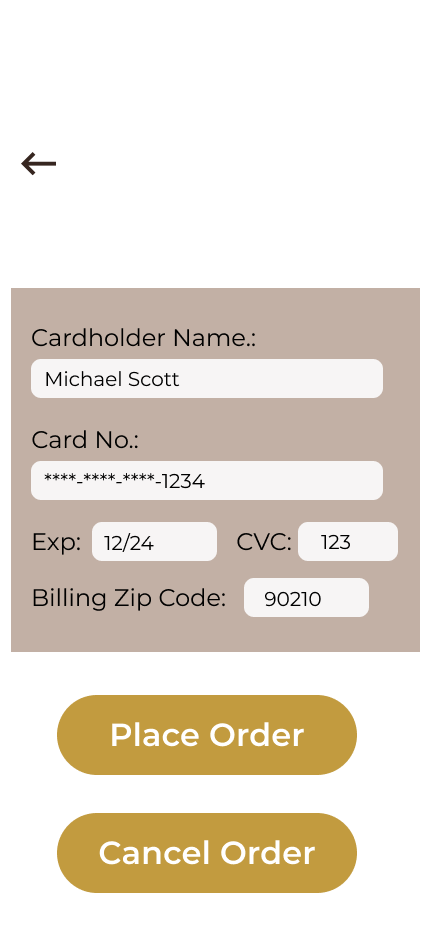 Cardholder Name.:
Michael Scott
Card No.:
****-****-****-1234
Exp: 12/24 CVC: 123
Billing Zip Code: 90210
Place Order
Cancel Order